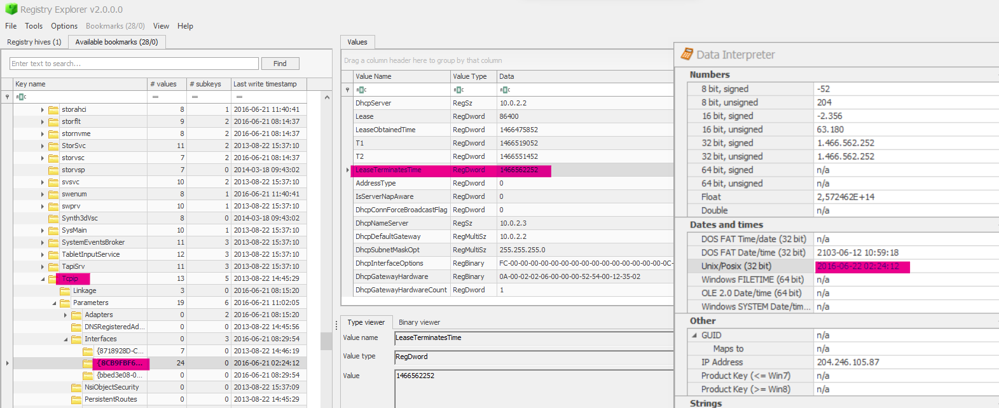 Registry Explorer v2.0.0.0
File Tools Options Bookmarks (28/0) View Help
Registry hives (1) Available bookmarks (28/0)
Enter text to search... Find
Key name # values # subkeys Last write timestamp
= = =
storahci 8 1 2016-06-21 11:40:41
storflt 9 2 2016-06-21 08:14:37
stornvme 8 2 2016-06-21 08:14:37
StorSvc 11 2 2013-08-22 15:37:10
storvsc 7 2 2016-06-21 08:14:37
storvsp 7 0 2014-03-18 09:43:02
svsvc 10 2 2013-08-22 15:37:10
swenum 8 1 2016-06-21 11:40:41
swprv 10 1 2013-08-22 15:37:10
Synth3dVsc 8 0 2014-03-18 09:43:02
SysMain 10 1 2013-08-22 15:37:10
SystemEventsBroker 11 3 2013-08-22 15:37:10
TabletInputService 12 2 2013-08-22 15:37:10
TapiSrv 11 3 2013-08-22 15:37:10
Tcpip 13 5 2013-08-22 14:45:29
Linkage 3 0 2016-06-21 08:15:20
Parameters 19 6 2016-06-21 11:02:05
Adapters 0 2 2016-06-21 08:15:20
DNSRegisteredAd... 0 0 2013-08-22 14:45:56
Interfaces 0 3 2016-06-21 08:29:54
{8718928D-C... 7 0 2013-08-22 14:46:19
{8CB9FBF6... 24 0 2016-06-21 02:24:12
{bbed3e08-0... 0 0 2016-06-21 08:29:54
NsiObjectSecurity 0 0 2013-08-22 15:37:09
PersistentRoutes 0 0 2013-08-22 14:45:29
Values
Drag a column header here to group by that column
Value Name Value Type Data
DhcpServer RegSz 10.0.2.2
Lease RegDword 86400
LeaseObtainedTime RegDword 1466475852
T1 RegDword 1466519052
T2 RegDword 1466551452
LeaseTerminatesTime RegDword 1466562252
AddressType RegDword 0
IsServerNapAware RegDword 0
DhcpConnForceBroadcastFlag RegDword 0
DhcpNameServer RegSz 10.0.2.3
DhcpDefaultGateway RegMultiSz 10.0.2.2
DhcpSubnetMaskOpt RegMultiSz 255.255.255.0
DhcpInterfaceOptions RegBinary FC-00-00-00-00-00-00-00-00-00-00-00-00-00-00-00-0C-
DhcpGatewayHardware RegBinary 0A-00-02-02-06-00-00-00-52-54-00-12-35-02
DhcpGatewayHardwareCount RegDword 1
Type viewer Binary viewer
Value name LeaseTerminatesTime
Value type RegDword
Value 1466562252
Data Interpreter
Numbers
8 bit, signed -52
8 bit, unsigned 204
16 bit, signed -2.356
16 bit, unsigned 63.180
32 bit, signed 1.466.562.252
32 bit, unsigned 1.466.562.252
64 bit, signed n/a
64 bit, unsigned n/a
Float 2,572462E+14
Double n/a
Dates and times
DOS FAT Time/date (32 bit) n/a
DOS FAT Date/time (32 bit) 2103-06-12 10:59:18
Unix/Posix (32 bit) 2016-06-22 02:24:12
Windows FILETIME (64 bit) n/a
OLE 2.0 Date/time (64 bit) n/a
Windows SYSTEM Date/tim... n/a
Other
GUID n/a
Maps to n/a
IP Address 204.246.105.87
Product Key (<= Win7) n/a
Product Key (>= Win8) n/a
Strings